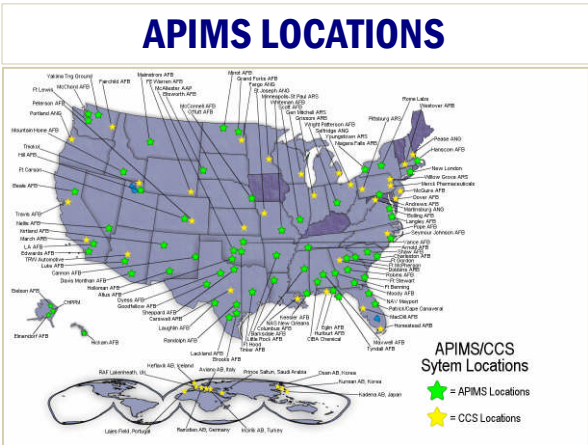 APIMS LOCATIONS
Yakima Tng Ground
Fairchild AFB
Malmstrom AFB
FE Warren AFB
McAlester AAP
Ellsworth AFB
McConnell AFB
Offutt AFB
Minot AFB
Grand Forks AFB
Fargo ANG
St Joseph ANG
Minneapolis-St Paul ARS
Whiteman AFB
Scott AFB
Gen Mitchell ARS
Grissom ARB
Wright Patterson AFB
Selfridge ANG
Youngstown ARS
Niagara Falls ARS
Pittsburg ARS
Rome Labs
Westover ARB
Pease ANG
Hanscom AFB
New London
Willow Grove ARS
Merck Pharmaceuticals
McGuire AFB
Dover AFB
Andrews AFB
Martinsburg ANG
Bolling AFB
Langley AFB
Pope AFB
Seymour Johnson AFB
Vance AFB
Arnold AFB
Shaw AFB
Charleston AFB
Ft Gordon
Ft McPherson
Dobbins ARB
Robins AFB
Ft Stewart
Ft Benning
Moody AFB
NAV Mayport
Patrick/Cape Canaveral
MacDill AFB
Homestead ARB
Maxwell AFB
Tyndall AFB
Eglin AFB
Hurlburt AFB
CIBA Chemical
Keesler AFB
NAS New Orleans
Columbus AFB
Barksdale AFB
Little Rock AFB
Ft Hood
Tinker AFB
Lackland AFB
Brooks AFB
Randolph AFB
Laughlin AFB
Carswell ARB
Sheppard AFB
Goodfellow AFB
Dyess AFB
Altus AFB
Holloman AFB
Davis Monthan AFB
Cannon AFB
Luke AFB
TRW Automotive
Edwards AFB
LA AFB
March ARB
Kirtland AFB
Nellis AFB
Travis AFB
Beale AFB
Ft Carson
Hill AFB
Thiokol
Mountain Home AFB
Portland ANG
Peterson AFB
Ft Lewis
McChord AFB
Eielson AFB
CHPPM
Elmendorf AFB
Hickam AFB
RAF Lakenheath, UK
Keflavik AB, Iceland
Aviano AB, Italy
Prince Sultan, Saudi Arabia
Osan AB, Korea
Kunsan AB, Korea
Kadena AB, Japan
Lajes Field, Portugal
Ramstien AB, Germany
Incirlik AB, Turkey
APIMS/CCS
Sytem Locations
= APIMS Locations
= CCS Locations